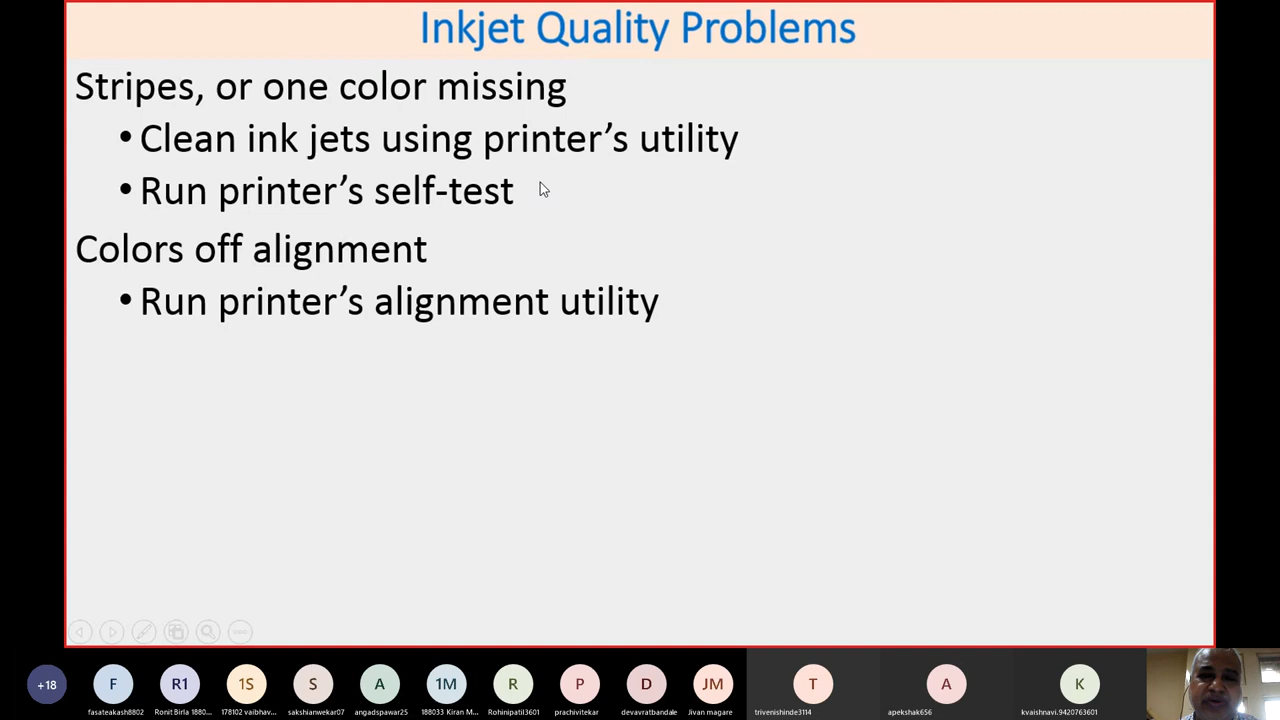 Inkjet Quality Problems
Stripes, or one color missing
• Clean ink jets using printer’s utility
• Run printer’s self-test
Colors off alignment
• Run printer’s alignment utility
+18 F R1 1S S A 1M R P D JM T A K
fasateakash8802 Ronit Birla 1880... 178102 vaibhav... sakshianwekar07 angadspawar25 188033 Kiran M... Rohinipatil3601 prachivitekar devavratbandale Jivan magare trivenishinde3114 apekshak656 kvaishnavi.9420763601